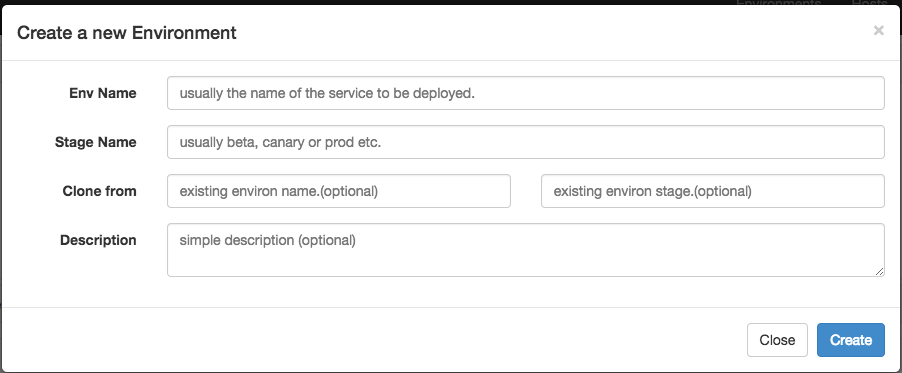 Environments Hosts
Create a new Environment ×
Env Name usually the name of the service to be deployed.
Stage Name usually beta, canary or prod etc.
Clone from existing environ name.(optional) existing environ stage.(optional)
Description simple description (optional)
Close Create